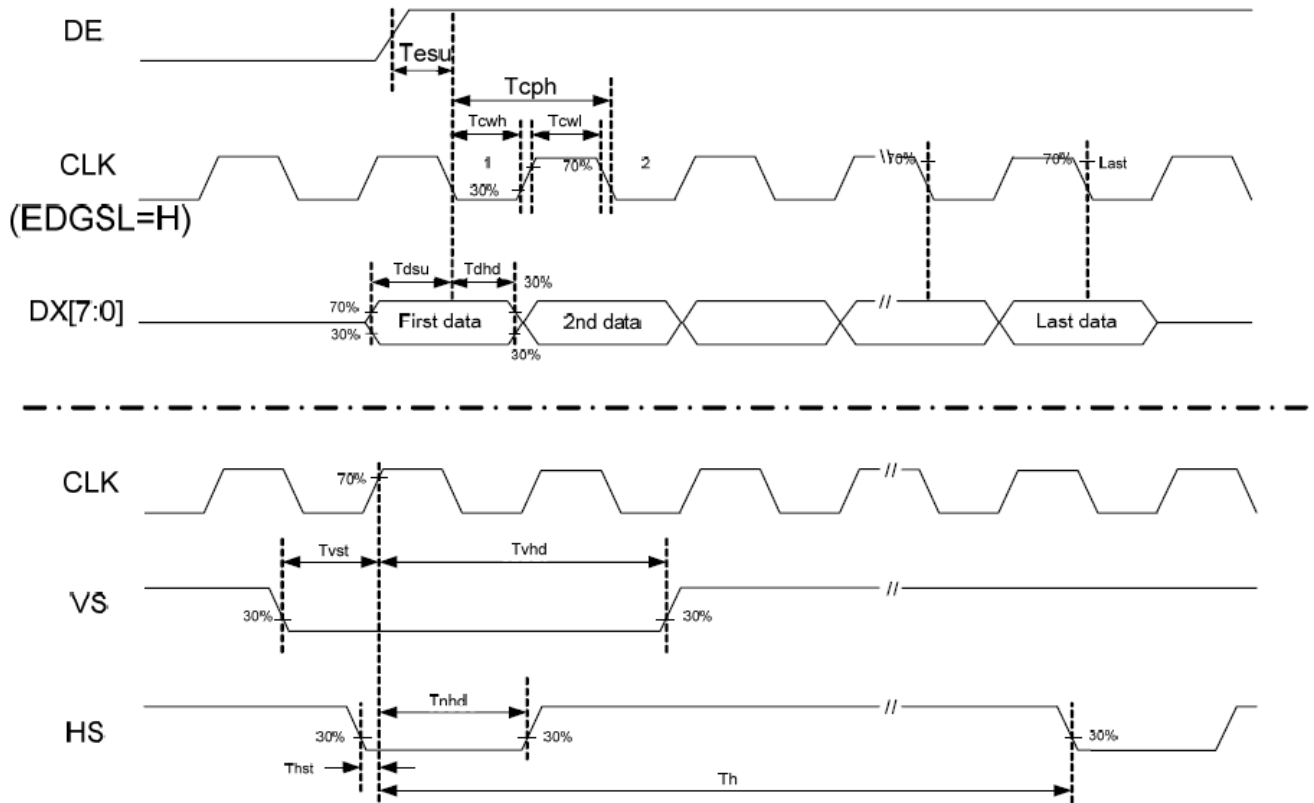 DE
Tesu
Tcph
Tcwh
Tcwl
CLK
1
70%
2
// 70%
70%
Last
30%
(EDGSL=H)
Tdsu
Tdhd
30%
DX[7:0]
70%
First data
2nd data
//
Last data
30%
30%
CLK
70%
//
Tvst
Tvhd
VS
//
30%
30%
Tnhd
HS
//
30%
30%
30%
Thst
Th